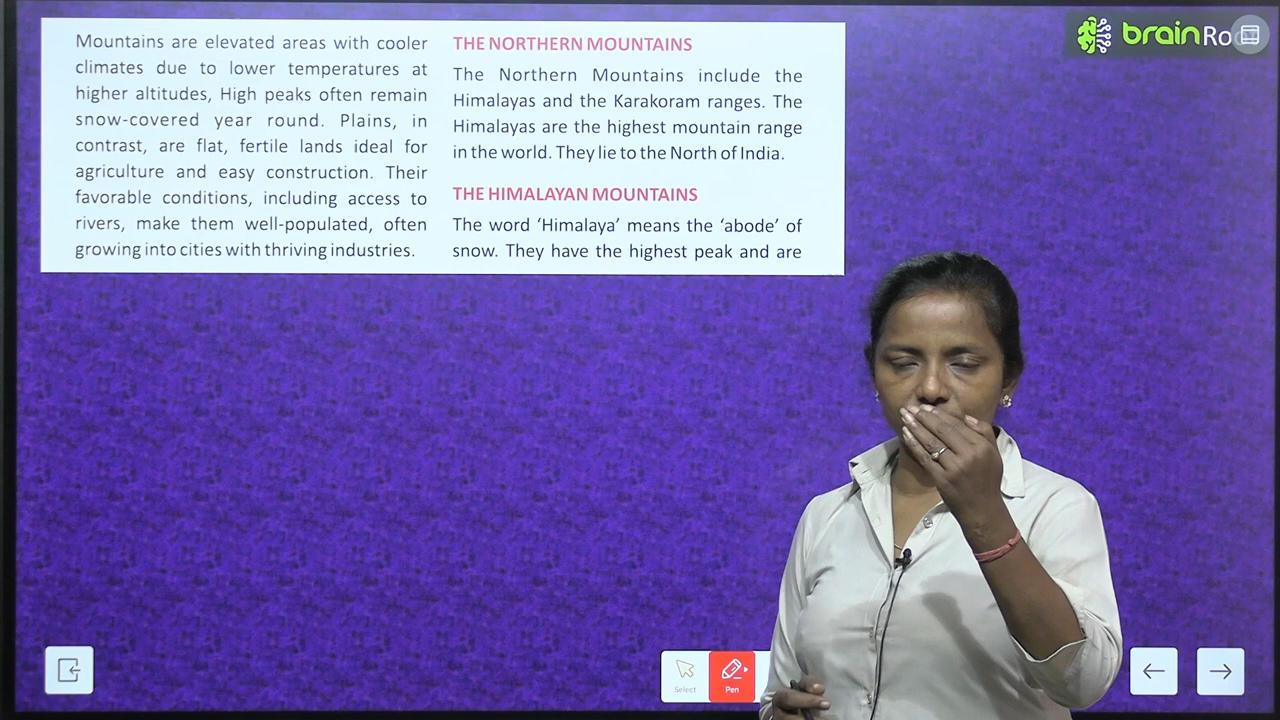 Mountains are elevated areas with cooler
climates due to lower temperatures at
higher altitudes, High peaks often remain
snow-covered year round. Plains, in
contrast, are flat, fertile lands ideal for
agriculture and easy construction. Their
favorable conditions, including access to
rivers, make them well-populated, often
growing into cities with thriving industries.
THE NORTHERN MOUNTAINS
The Northern Mountains include the
Himalayas and the Karakoram ranges. The
Himalayas are the highest mountain range
in the world. They lie to the North of India.
THE HIMALAYAN MOUNTAINS
The word ‘Himalaya’ means the ‘abode’ of
snow. They have the highest peak and are
brain
Select
Pen